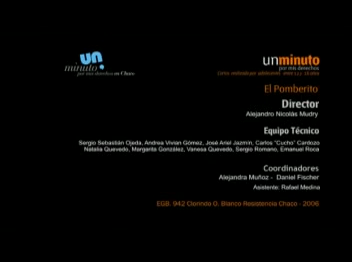 un
minuto
por mis derechos en Chaco
unminuto
por mis derechos
El Pomberito
Director
Alejandro Nicolás Mudry
Equipo Técnico
Sergio Sebastián Ojeda, Andrea Vivian Gómez, José Ariel Jazmín, Carlos "Cucho" Cardozo
Natalia Quevedo, Margarita González, Vanesa Quevedo, Sergio Romano, Emanuel Roca
Coordinadores
Alejandra Muñoz - Daniel Fischer
Asistente: Rafael Medina
EGB. 942 Clorindo G. Blanco Resistencia Chaco - 2006